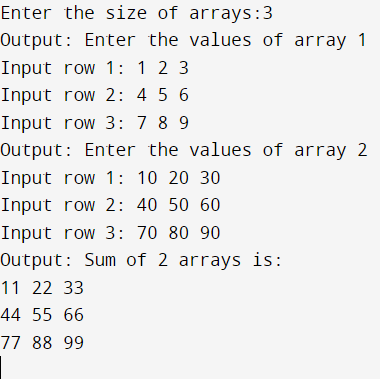 Enter the size of arrays:3
Output: Enter the values of array 1
Input row 1: 1 2 3
Input row 2: 4 5 6
Input row 3: 7 8 9
Output: Enter the values of array 2
Input row 1: 10 20 30
Input row 2: 40 50 60
Input row 3: 70 80 90
Output: Sum of 2 arrays is:
11 22 33
44 55 66
77 88 99